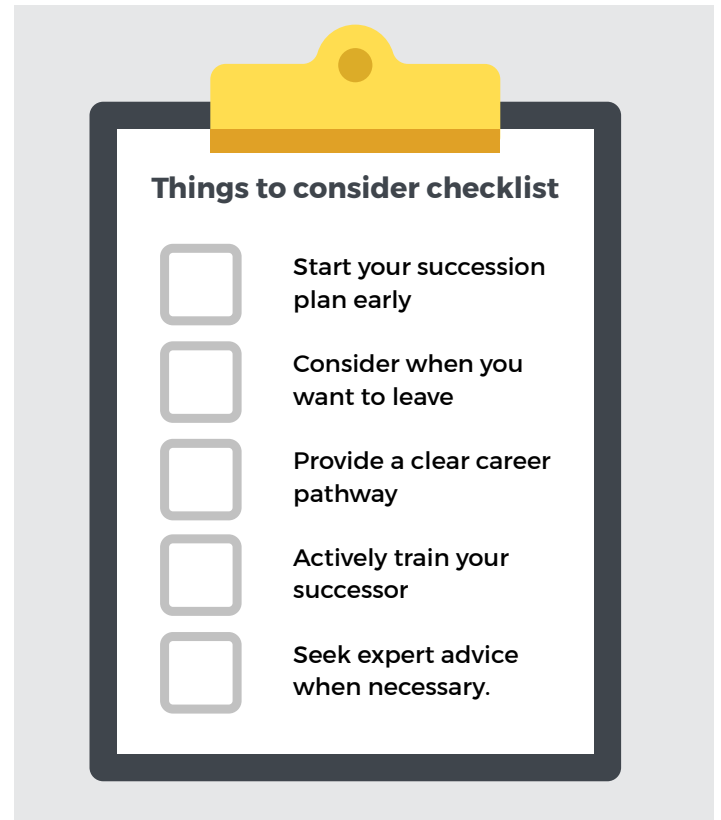 Things to consider checklist
Start your succession
plan early
Consider when you
want to leave
Provide a clear career
pathway
Actively train your
successor
Seek expert advice
when necessary.